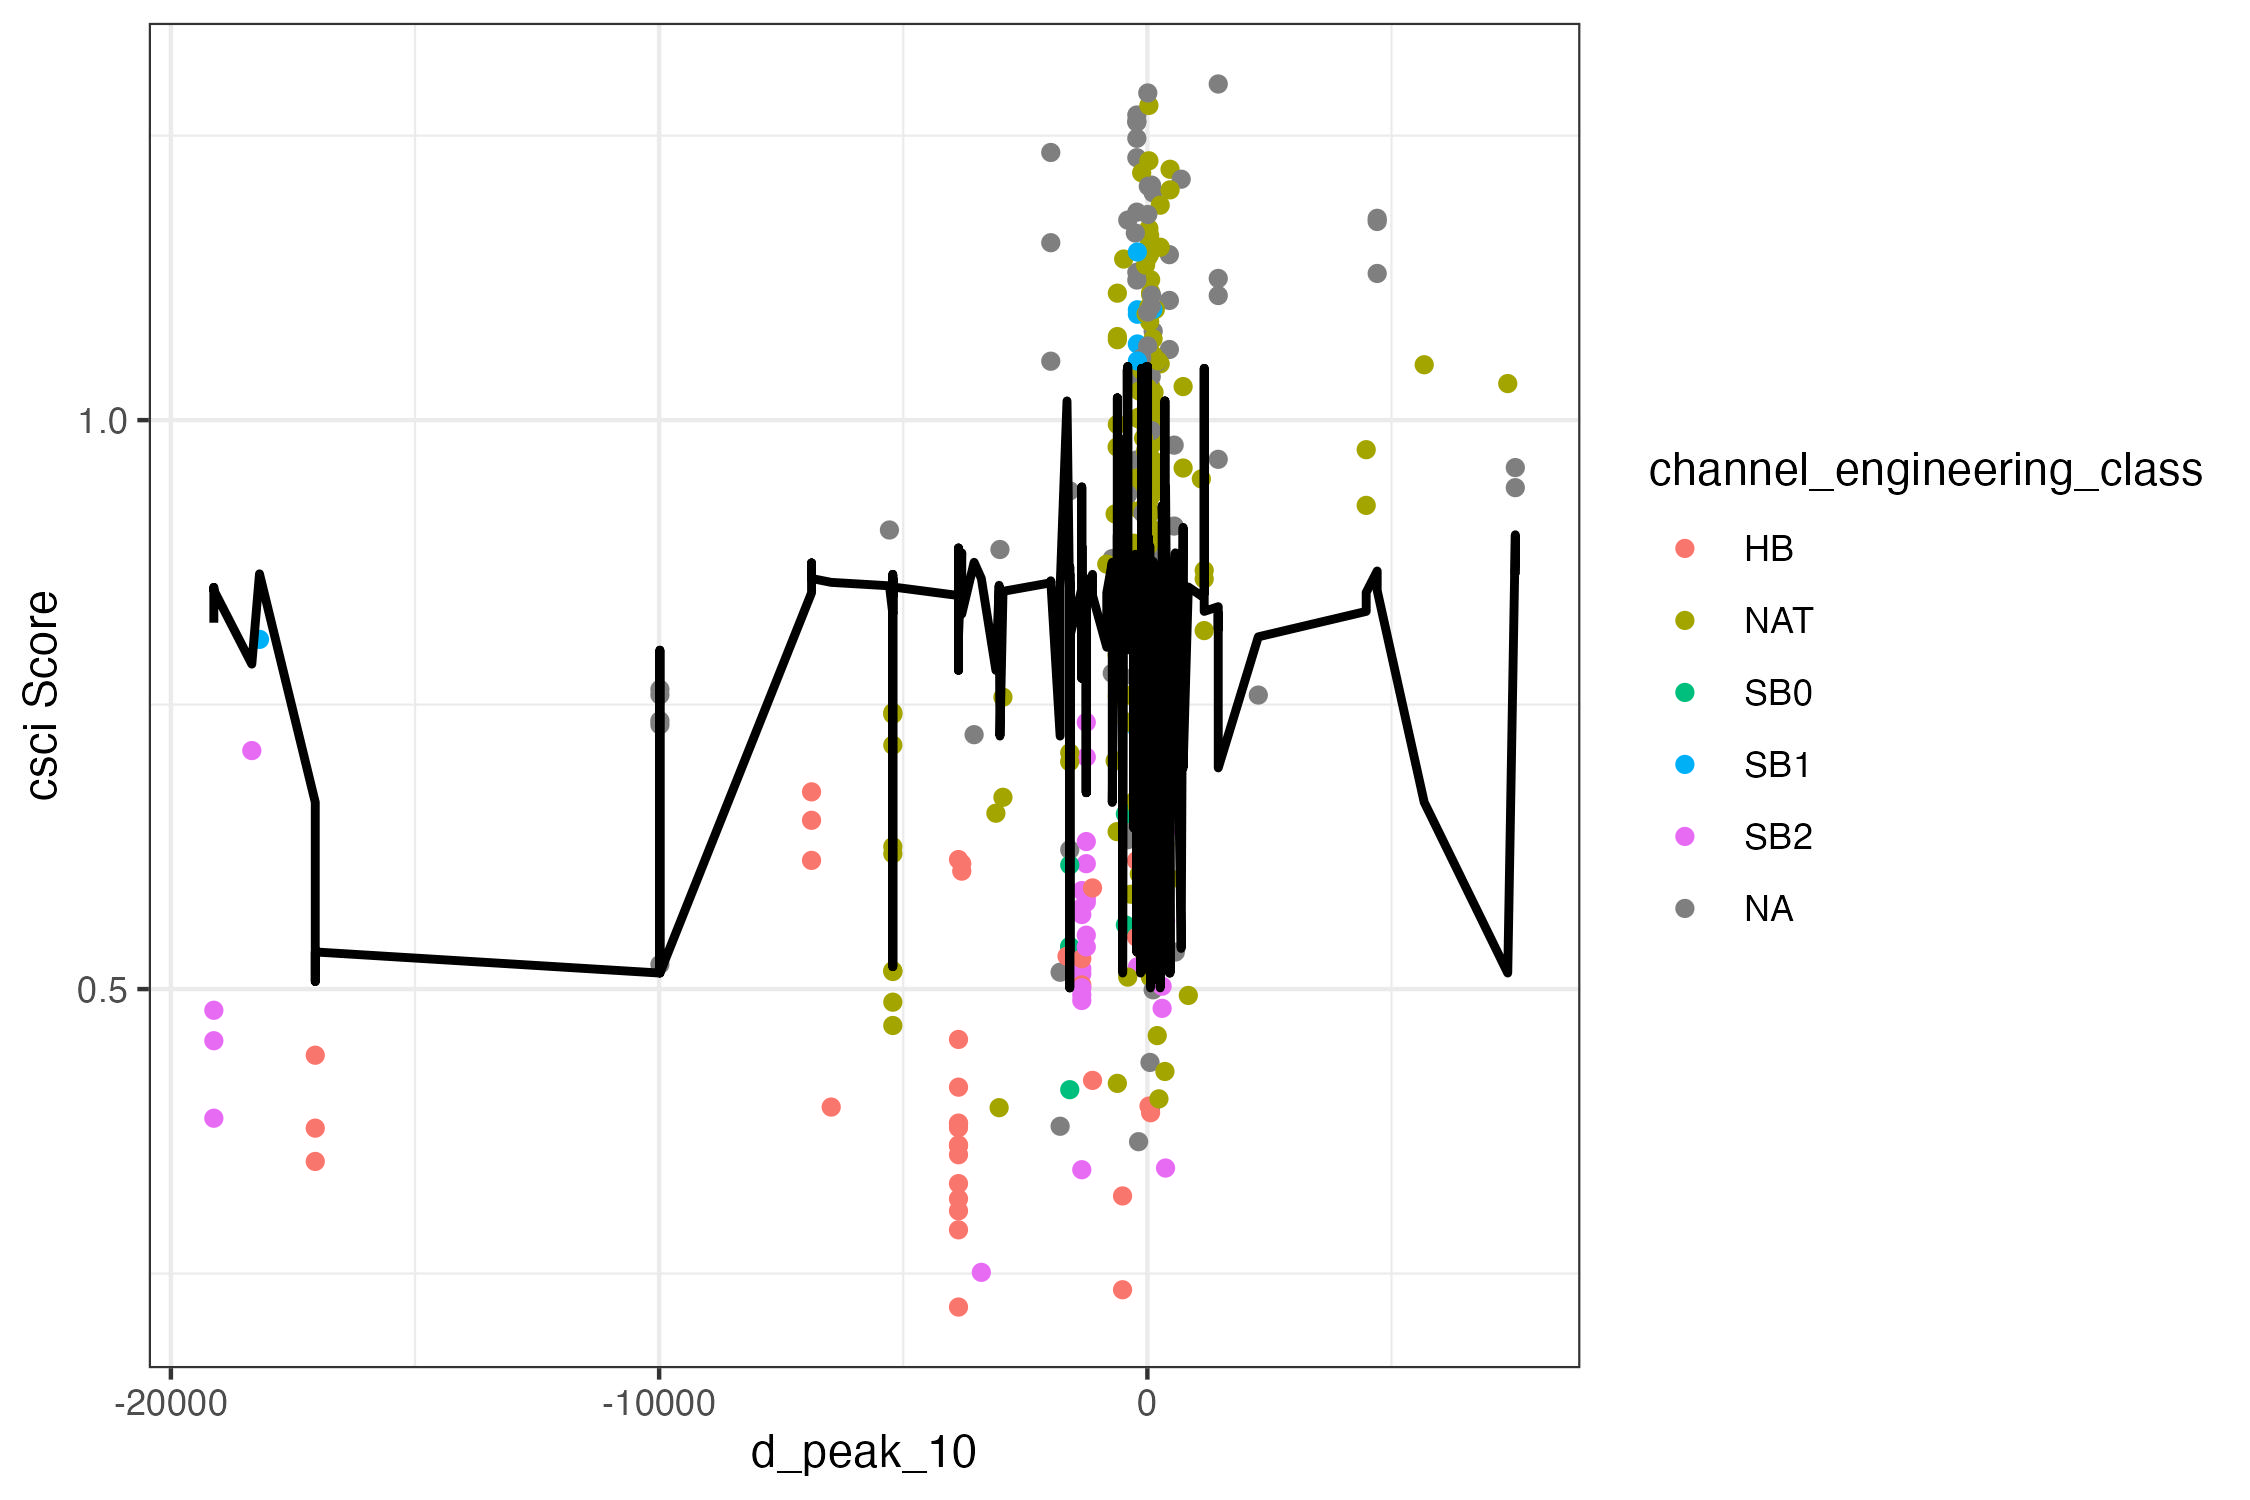 csci Score
1.0
0.5
-20000
-10000
0
d_peak_10
channel_engineering_class
HB
NAT
SB0
SB1
SB2
NA